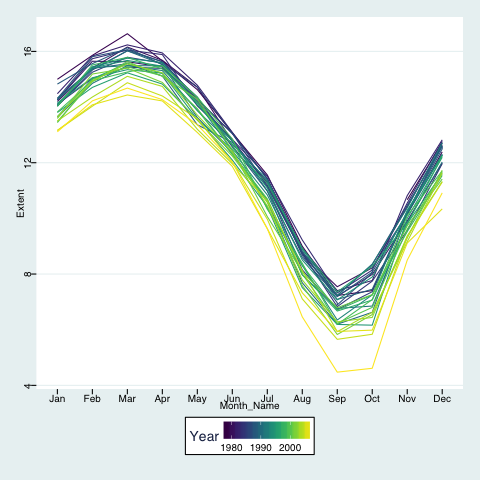 16
12
8
4
Extent
Jan Feb Mar Apr May Jun Jul Aug Sep Oct Nov Dec
Month_Name
Year
1980 1990 2000